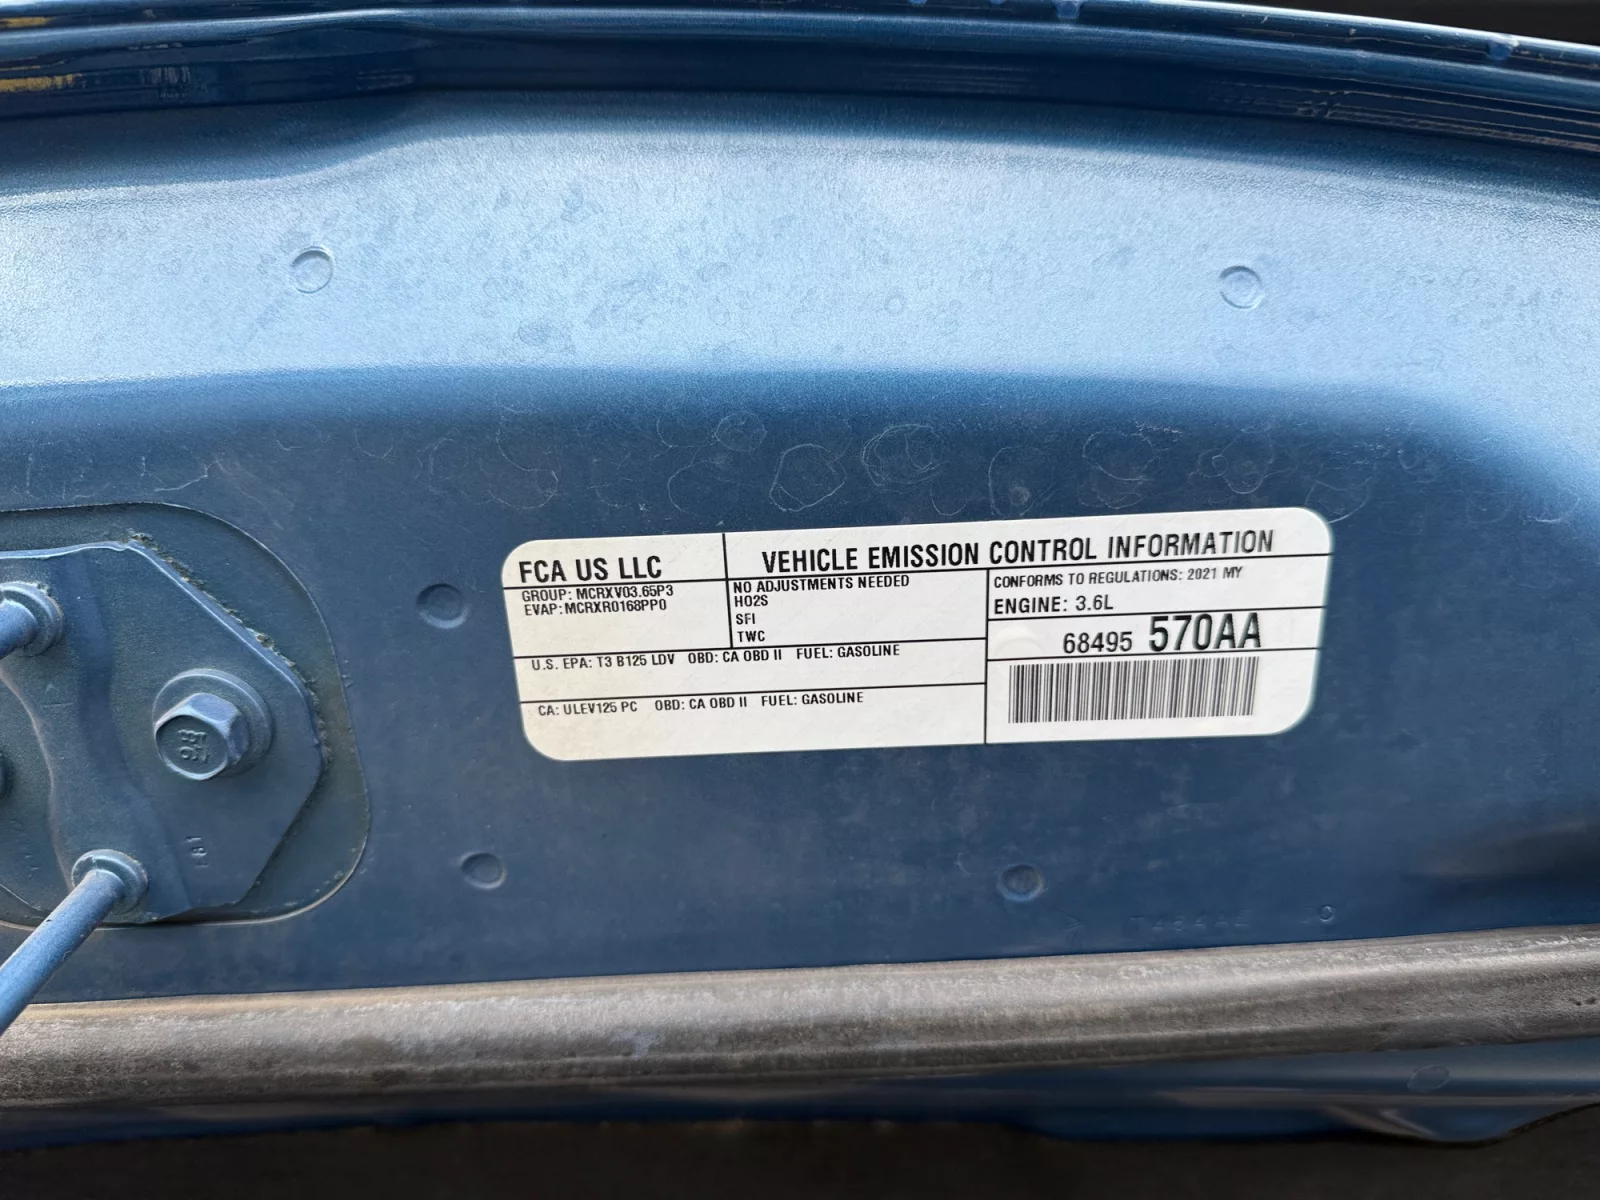 FCA US LLC
VEHICLE EMISSION CONTROL INFORMATION
GROUP: MCRXV03.65P3
EVAP: MCRXR0168PP0
NO ADJUSTMENTS NEEDED
HO2S
SFI
TWC
CONFORMS TO REGULATIONS: 2021 MY
ENGINE: 3.6L
68495 570AA
U.S. EPA: T3 B125 LDV OBD: CA OBD II FUEL: GASOLINE
CA: ULEV125 PC OBD: CA OBD II FUEL: GASOLINE